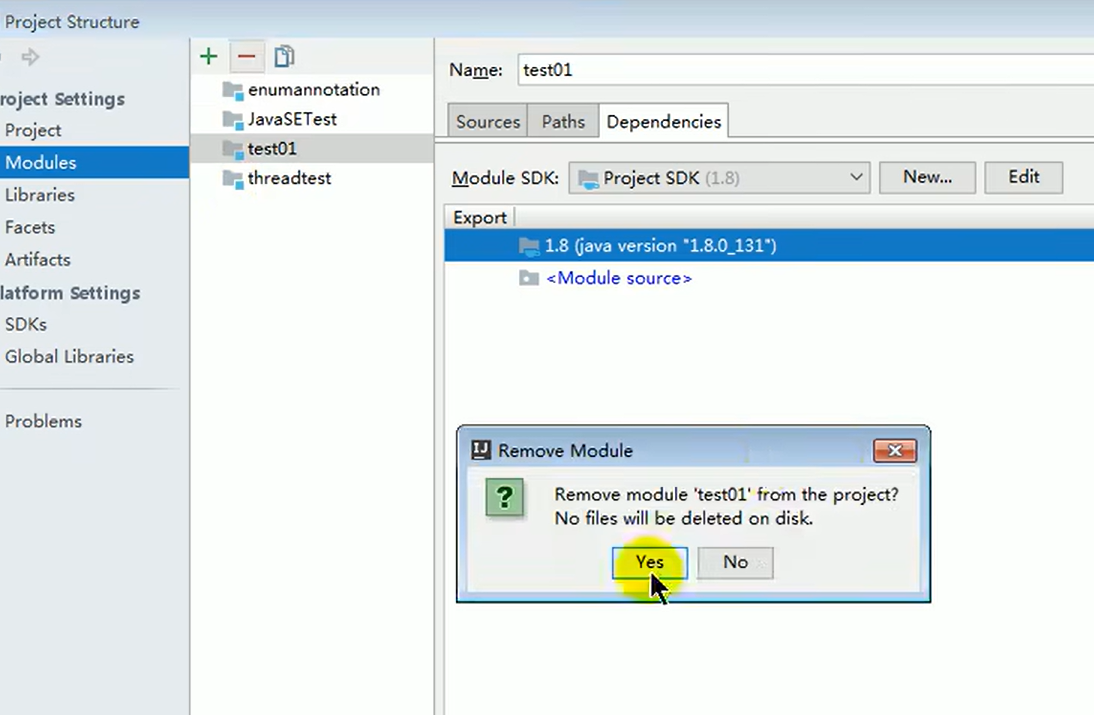 Project Structure
roject Settings
Project
Modules
Libraries
Facets
Artifacts
latform Settings
SDKs
Global Libraries
Problems
enumannotation
JavaSETest
test01
threadtest
Name: test01
Sources Paths Dependencies
Module SDK: Project SDK (1.8) New... Edit
Export
1.8 (java version "1.8.0_131")
<Module source>
IJ Remove Module
? Remove module 'test01' from the project?
No files will be deleted on disk.
Yes No